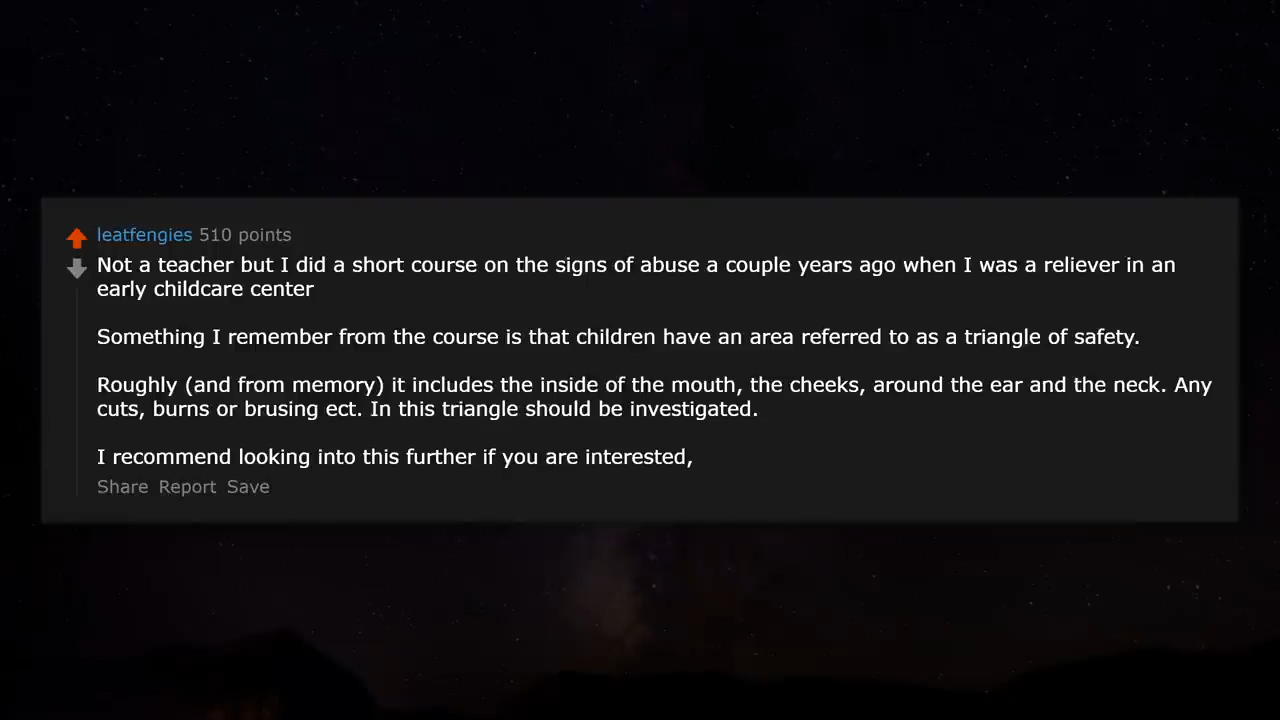 leatfengies 510 points
Not a teacher but I did a short course on the signs of abuse a couple years ago when I was a reliever in an
early childcare center
Something I remember from the course is that children have an area referred to as a triangle of safety.
Roughly (and from memory) it includes the inside of the mouth, the cheeks, around the ear and the neck. Any
cuts, burns or brusing ect. In this triangle should be investigated.
I recommend looking into this further if you are interested,
Share Report Save